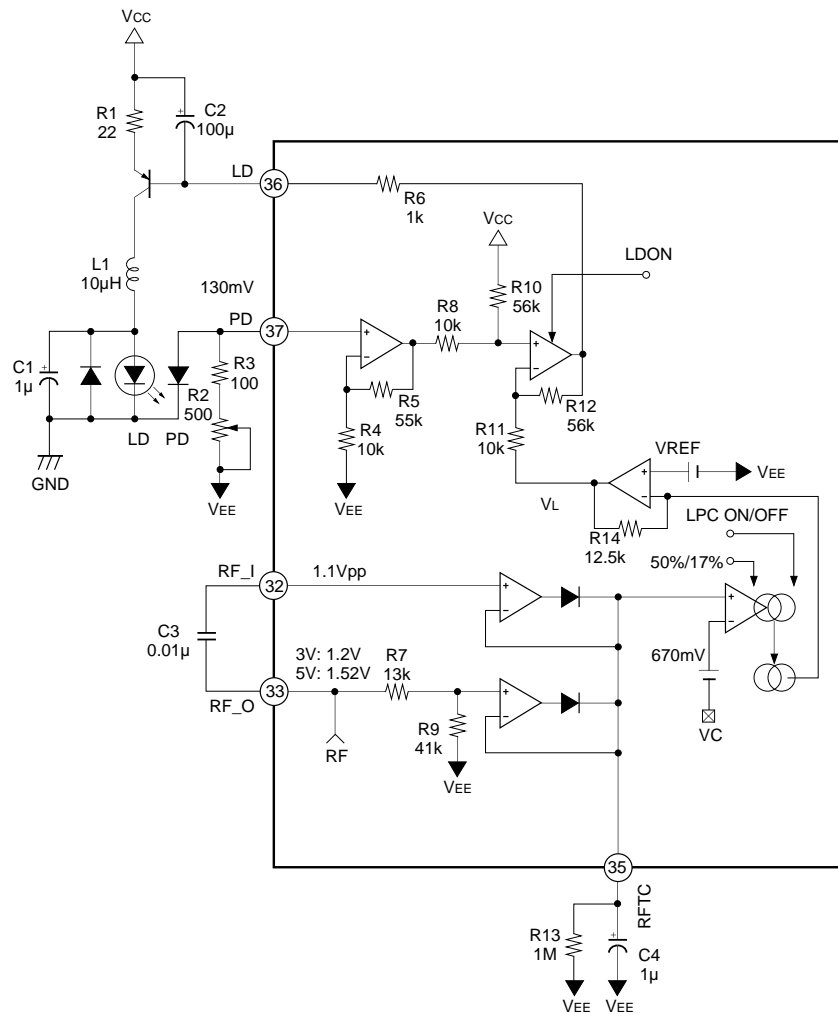 VCC
R1
22
C2
100µ
LD
36
R6
1k
VCC
LDON
L1
10µH
130mV
PD
37
R8
10k
R10
56k
C1
1µ
R3
100
R2
500
LD
PD
R5
55k
R4
10k
R12
56k
R11
10k
VREF
VEE
GND
VEE
VEE
VL
LPC ON/OFF
R14
12.5k
50%/17%
RF_I
32
1.1Vpp
C3
0.01µ
3V: 1.2V
5V: 1.52V
R7
13k
670mV
33
RF_O
R9
41k
VC
RF
VEE
35
RFTC
R13
1M
C4
1µ
VEE
VEE